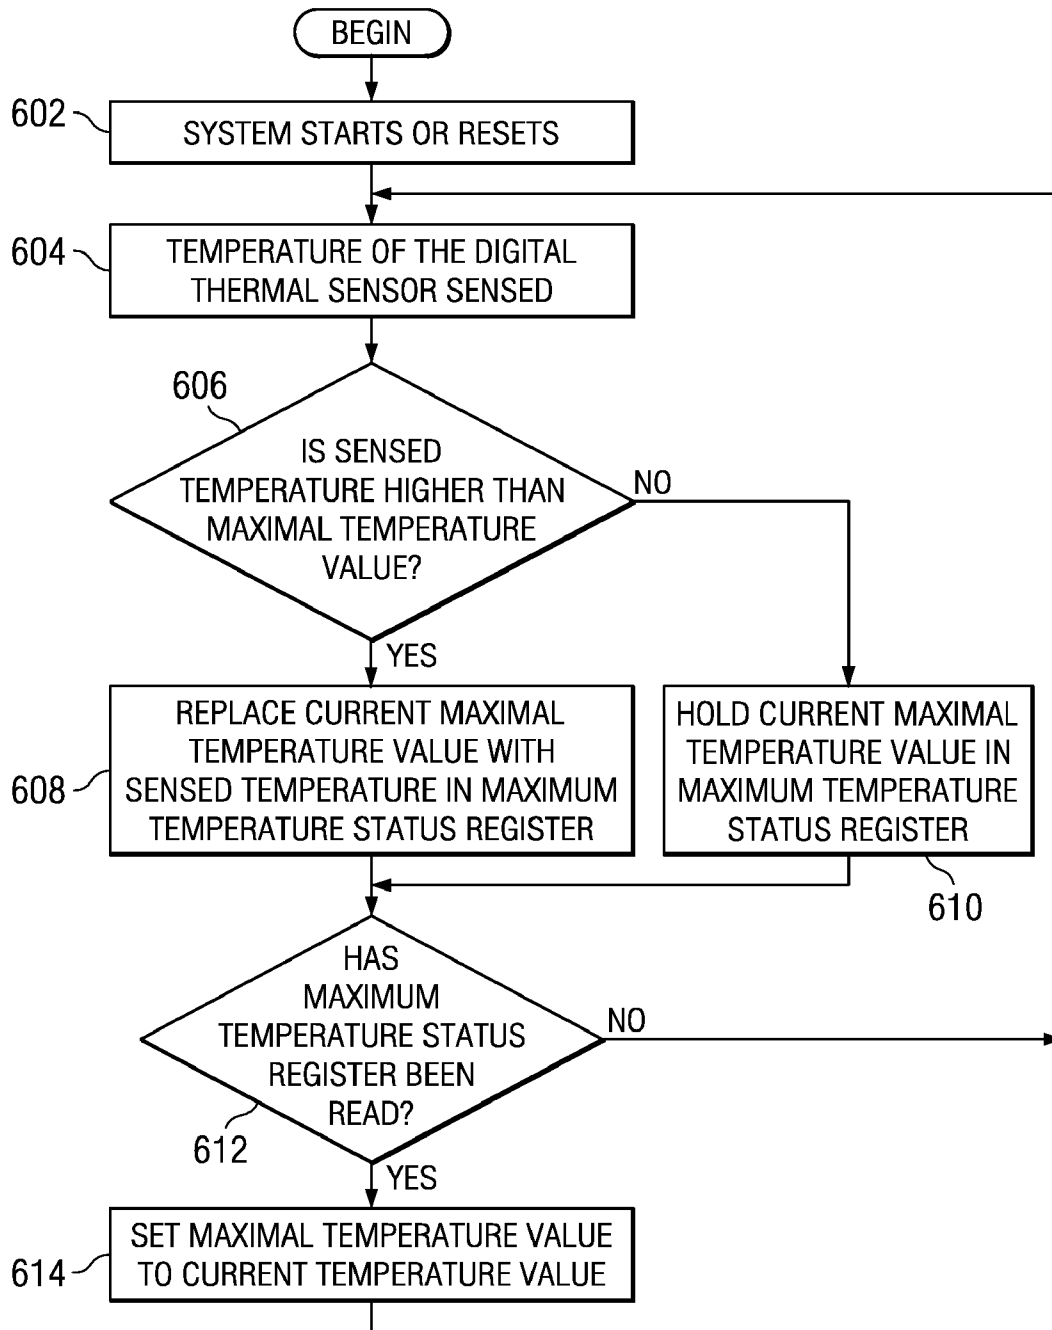 BEGIN
602
SYSTEM STARTS OR RESETS
604
TEMPERATURE OF THE DIGITAL
THERMAL SENSOR SENSED
606
IS SENSED
TEMPERATURE HIGHER THAN
MAXIMAL TEMPERATURE
VALUE?
NO
YES
608
REPLACE CURRENT MAXIMAL
TEMPERATURE VALUE WITH
SENSED TEMPERATURE IN MAXIMUM
TEMPERATURE STATUS REGISTER
HOLD CURRENT MAXIMAL
TEMPERATURE VALUE IN
MAXIMUM TEMPERATURE
STATUS REGISTER
610
HAS
MAXIMUM
TEMPERATURE STATUS
REGISTER BEEN
READ?
NO
612
YES
614
SET MAXIMAL TEMPERATURE VALUE
TO CURRENT TEMPERATURE VALUE